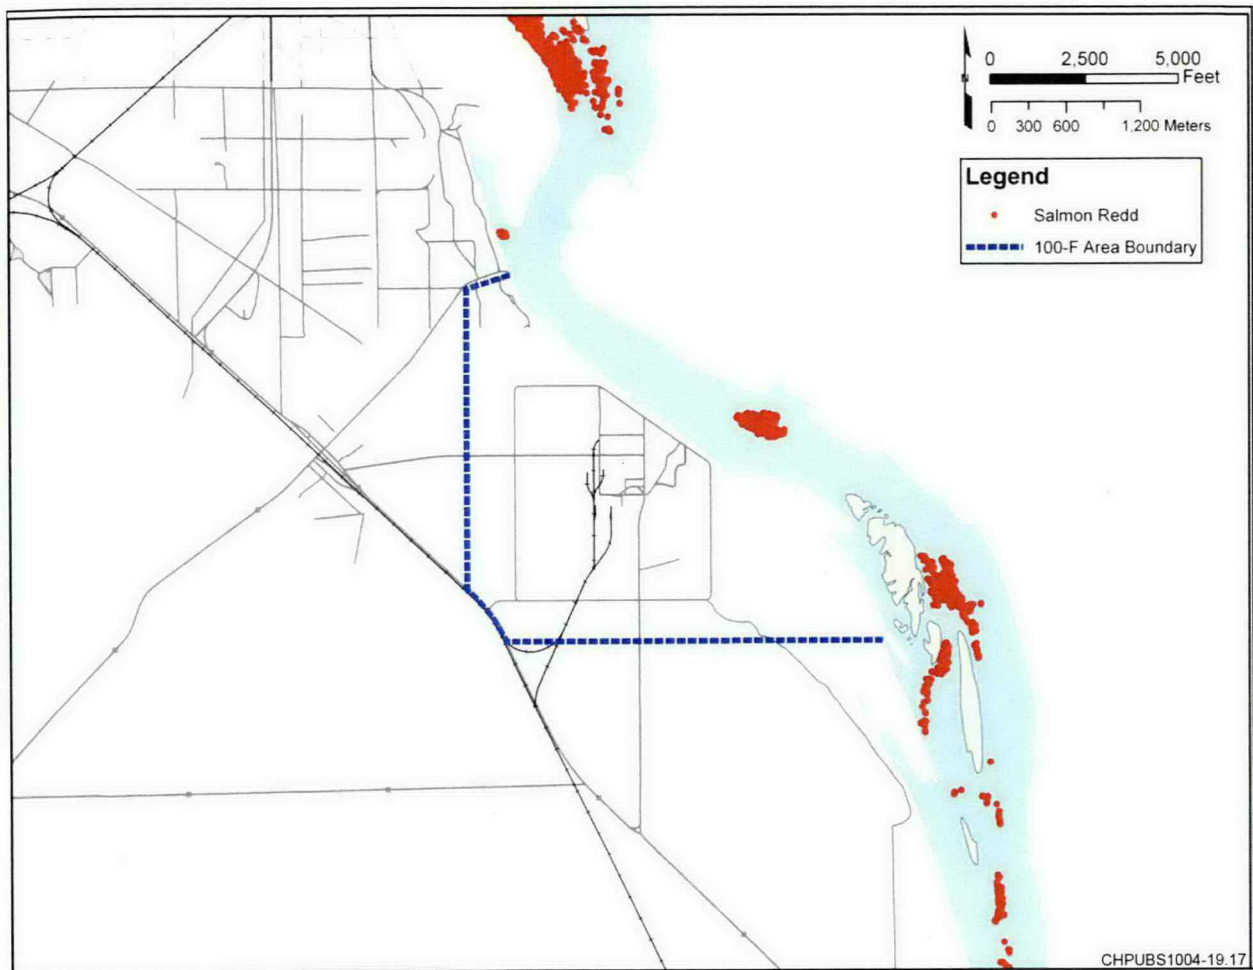 0 2,500 5,000
Feet
0 300 600 1,200 Meters
Legend
Salmon Redd
100-F Area Boundary
CHPUBS1004-19.17